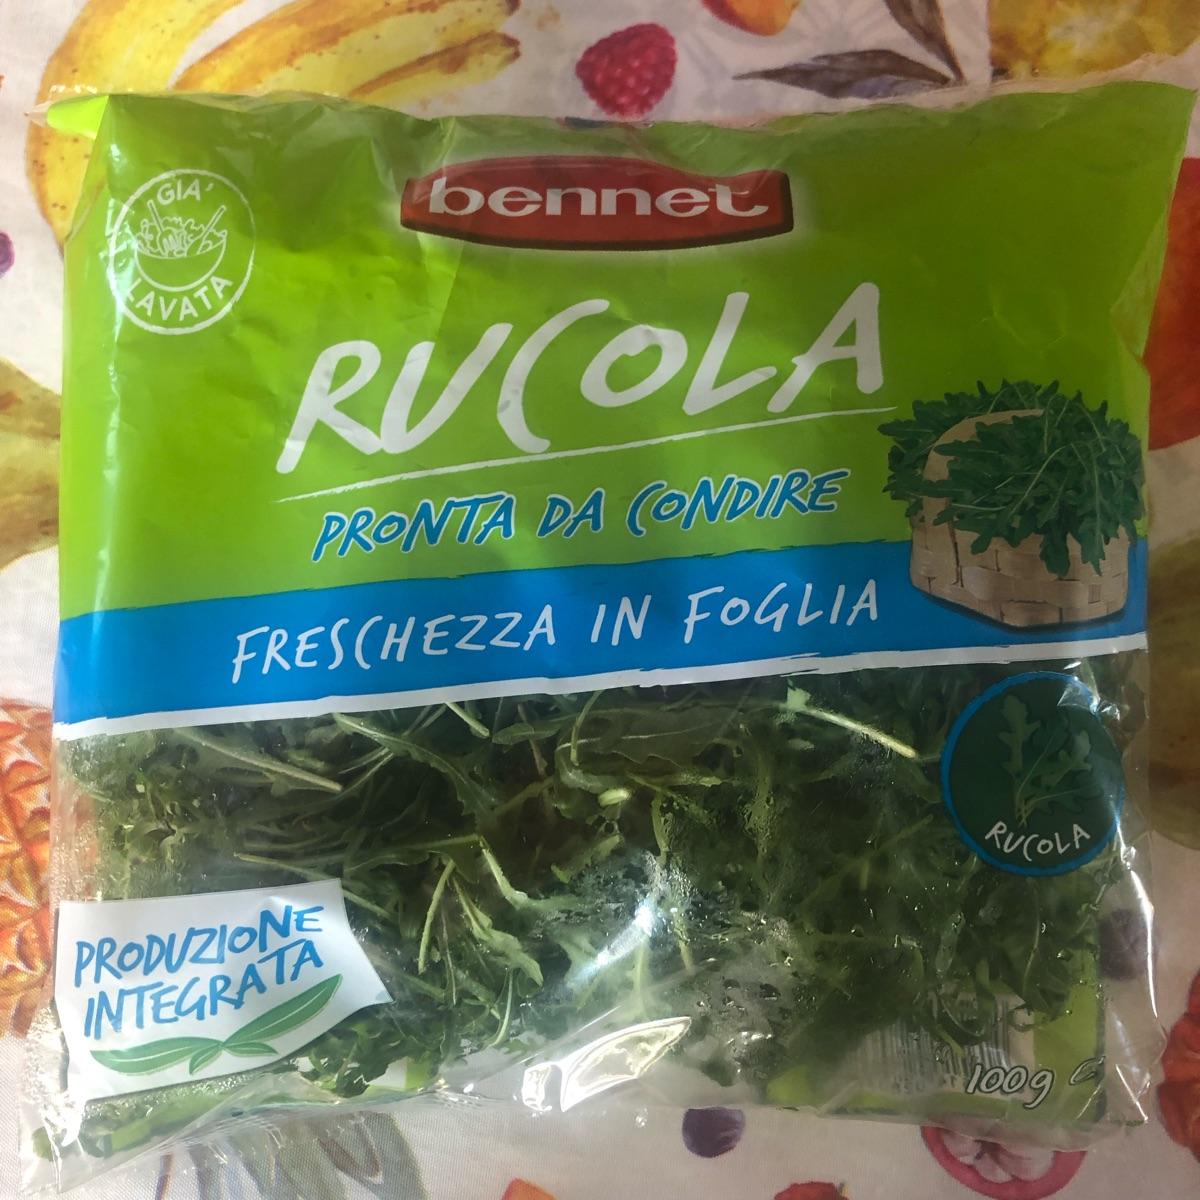 GIA'
LAVATA
bennet
RUCOLA
PRONTA DA CONDIRE
FRESCHEZZA IN FOGLIA
RUCOLA
PRODUZIONE
INTEGRATA
100g e